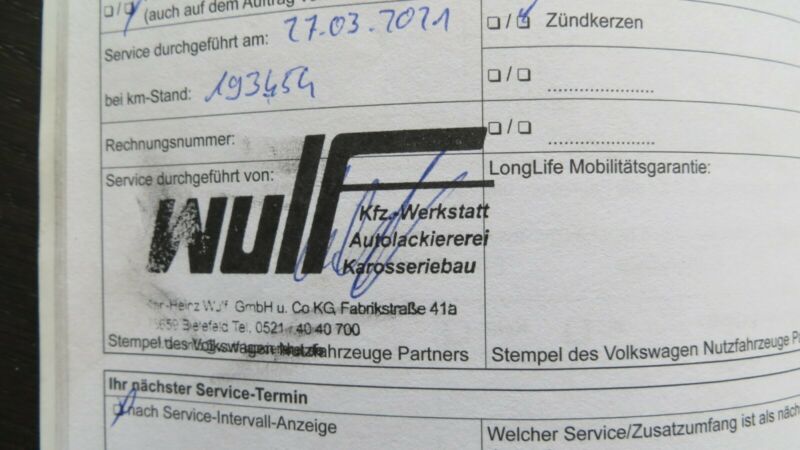 (auch auf dem Auftrag
Service durchgeführt am: 27.03.2021
bei km-Stand: 193454
Rechnungsnummer:
Service durchgeführt von:
Wulf
Kfz.-Werkstatt
Autolackiererei
Karosseriebau
-Heinz Wulf GmbH u. Co KG, Fabrikstraße 41a
Bielefeld Tel. 0521 40 40 700
Stempel des Volkswagen Nutzfahrzeuge Partners
Zündkerzen
LongLife Mobilitätsgarantie:
Stempel des Volkswagen Nutzfahrzeuge
Ihr nächster Service-Termin
nach Service-Intervall-Anzeige
Welcher Service/Zusatzumfang ist als